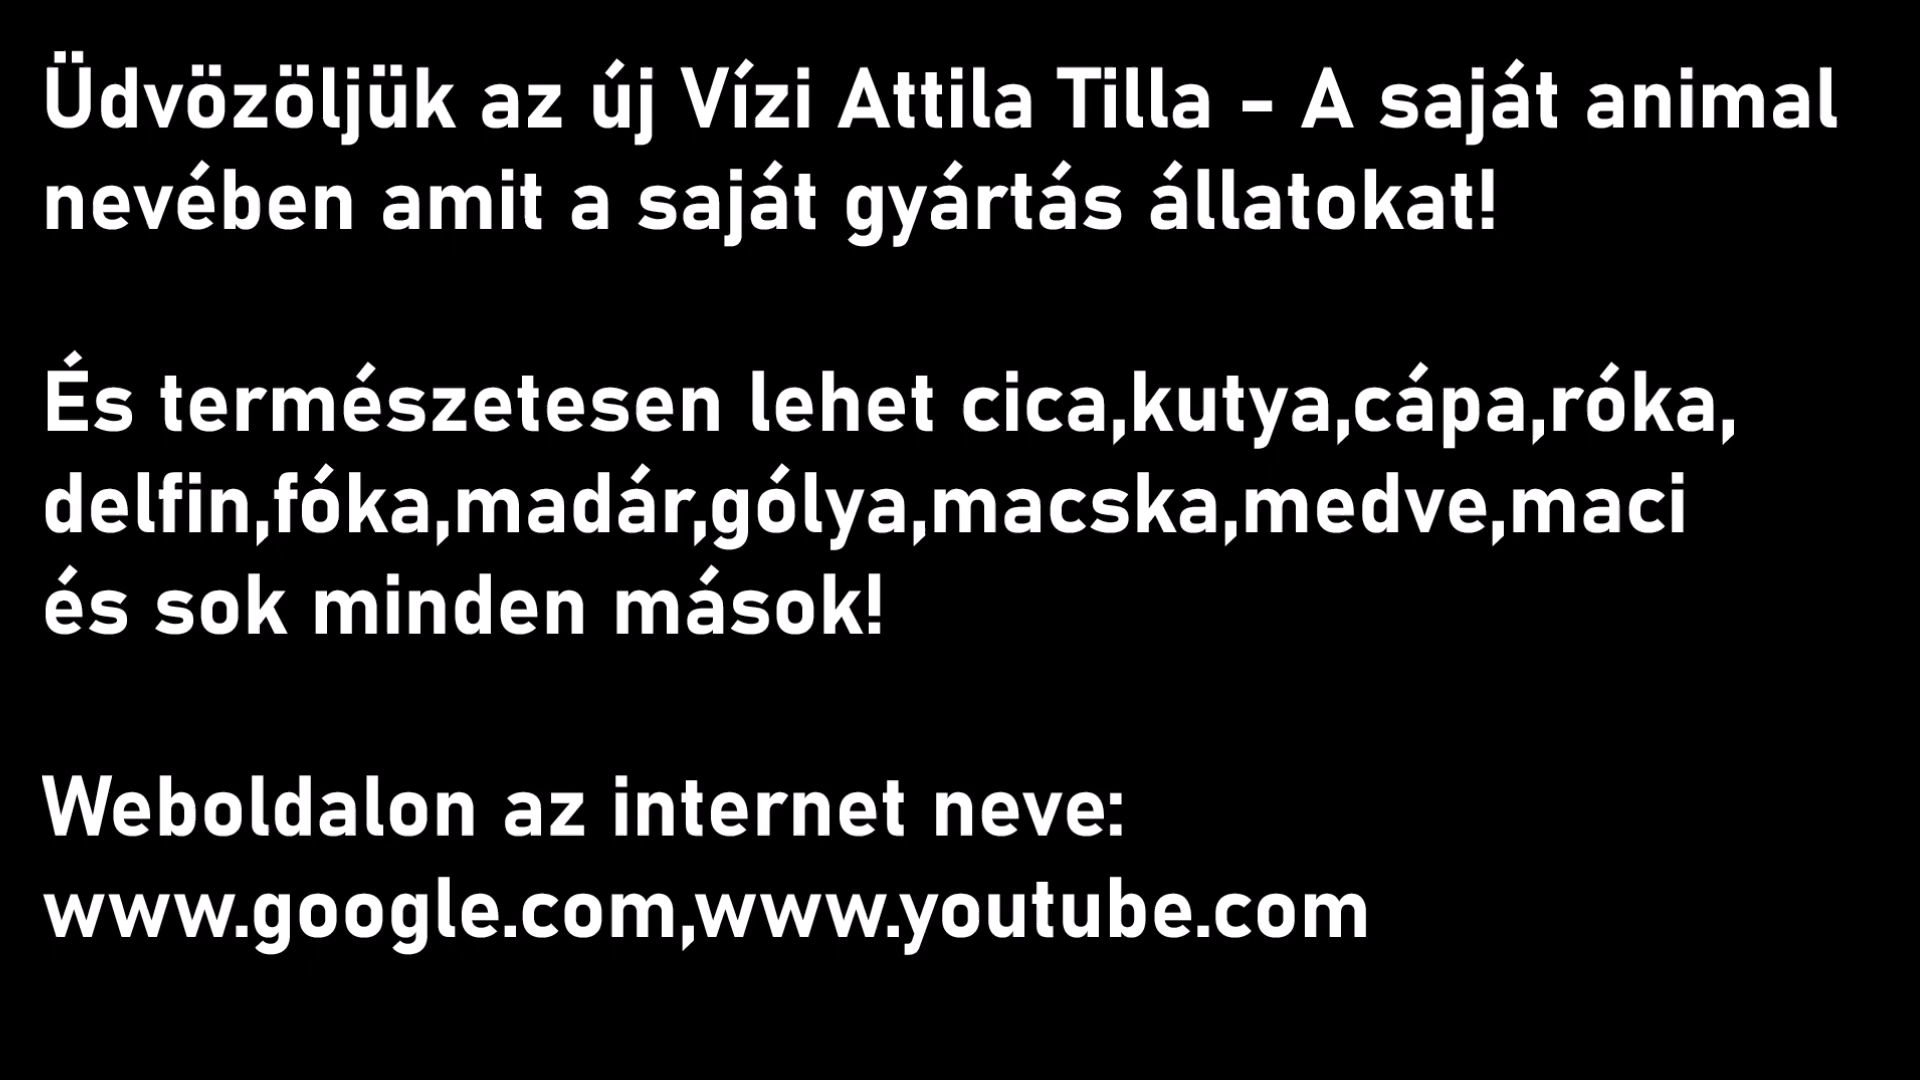 Üdvözöljük az új Vízi Attila Tilla - A saját animal
nevében amit a saját gyártás állatokat!
És természetesen lehet cica,kutya,cápa,róka,
delfin,fóka,madár,gólya,macska,medve,maci
és sok minden mások!
Weboldalon az internet neve:
www.google.com,www.youtube.com